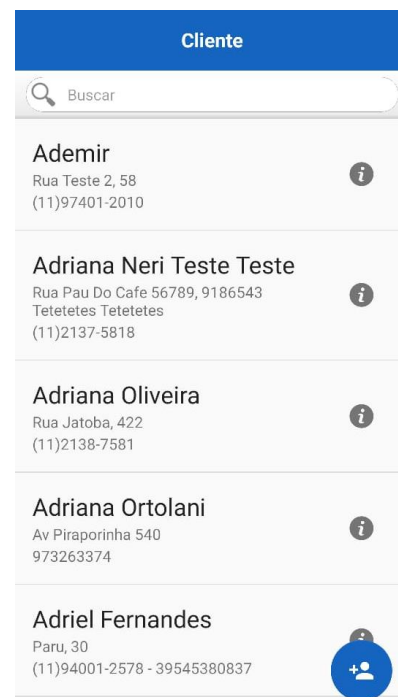 Cliente
Buscar
Ademir
Rua Teste 2, 58
(11)97401-2010
Adriana Neri Teste Teste
Rua Pau Do Cafe 56789, 9186543
Tetetetes Tetetetes
(11)2137-5818
Adriana Oliveira
Rua Jatoba, 422
(11)2138-7581
Adriana Ortolani
Av Piraporinha 540
973263374
Adriel Fernandes
Paru, 30
(11)94001-2578 - 39545380837